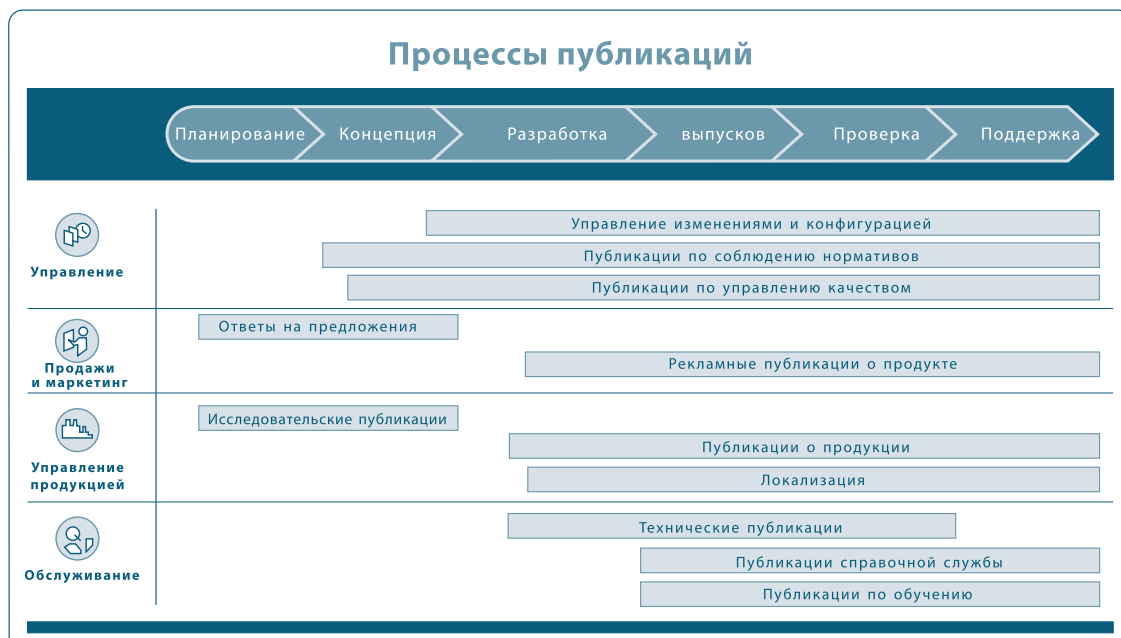 Процессы публикаций
Планирование
Концепция
Разработка
выпусков
Проверка
Поддержка
Управление
Управление изменениями и конфигурацией
Публикации по соблюдению нормативов
Публикации по управлению качеством
Продажи
и маркетинг
Ответы на предложения
Рекламные публикации о продукте
Управление
продукцией
Исследовательские публикации
Публикации о продукции
Локализация
Обслуживание
Технические публикации
Публикации справочной службы
Публикации по обучению